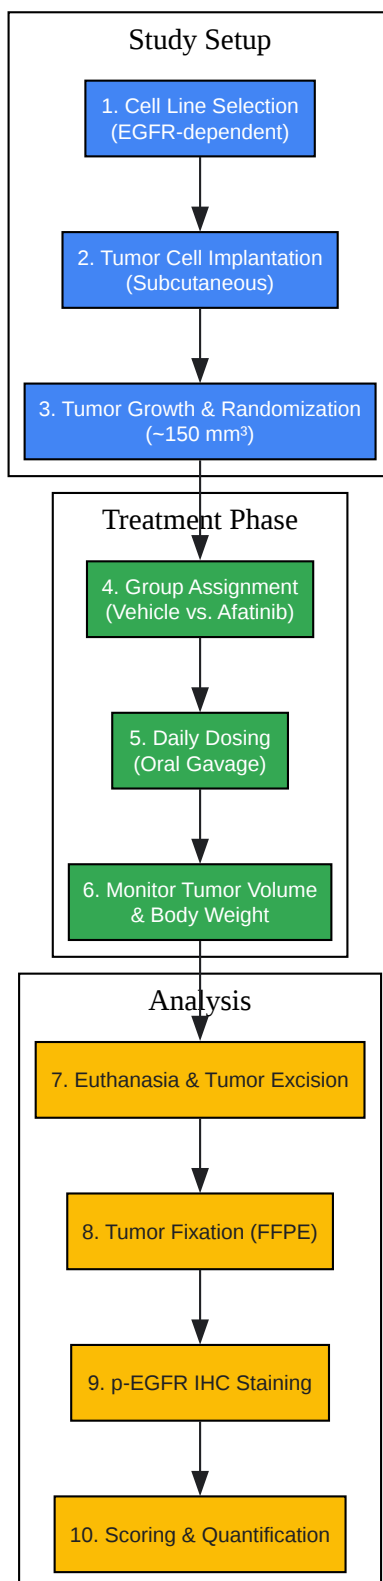 Study Setup
1. Cell Line Selection
(EGFR-dependent)
2. Tumor Cell Implantation
(Subcutaneous)
3. Tumor Growth & Randomization
(~150 mm³)
Treatment Phase
4. Group Assignment
(Vehicle vs. Afatinib)
5. Daily Dosing
(Oral Gavage)
6. Monitor Tumor Volume
& Body Weight
Analysis
7. Euthanasia & Tumor Excision
8. Tumor Fixation (FFPE)
9. p-EGFR IHC Staining
10. Scoring & Quantification